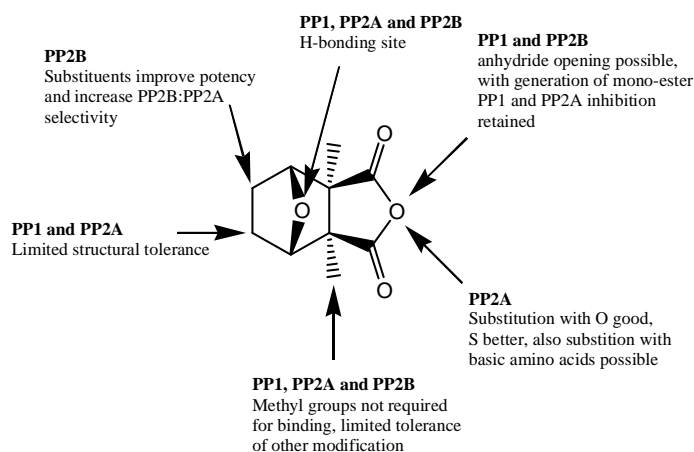 PP1, PP2A and PP2B
H-bonding site
PP2B
Substituents improve potency
and increase PP2B:PP2A
selectivity
PP1 and PP2B
anhydride opening possible,
with generation of mono-ester
PP1 and PP2A inhibition
retained
O
O
O
O
PP1 and PP2A
Limited structural tolerance
PP2A
Substitution with O good,
S better, also substition with
basic amino acids possible
PP1, PP2A and PP2B
Methyl groups not required
for binding, limited tolerance
of other modification